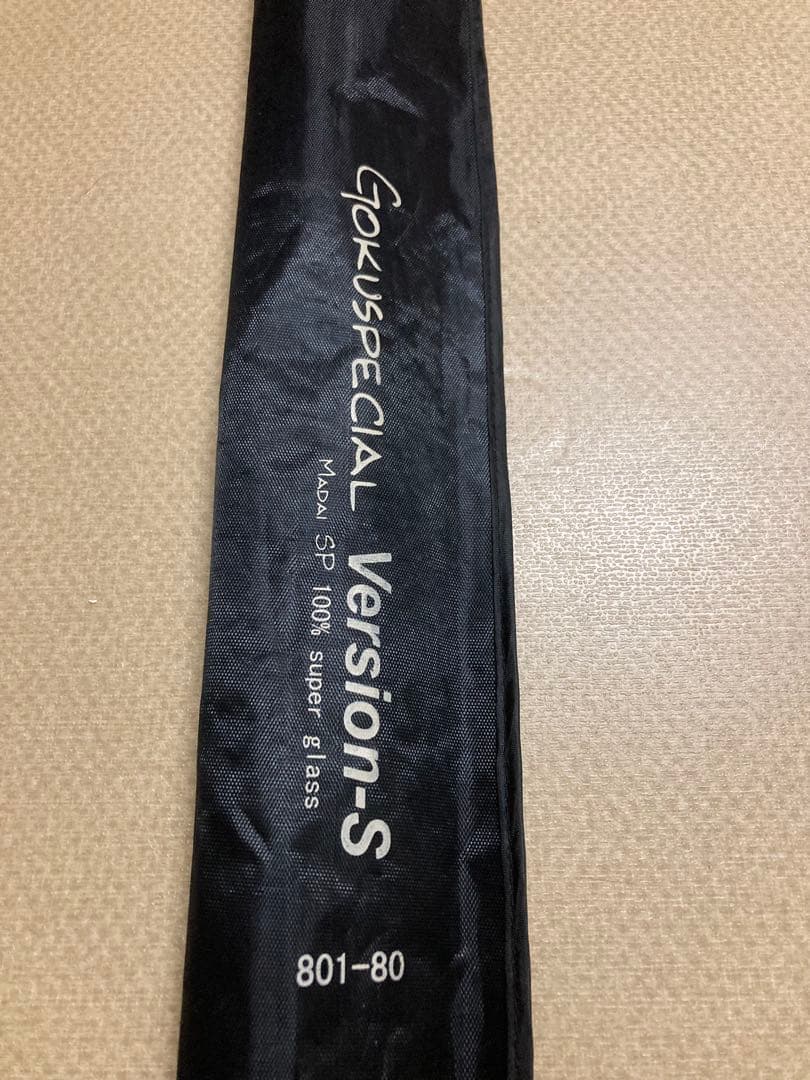 GOKUSPECIAL Version-S
MADAI SP 100% super glass
801-80